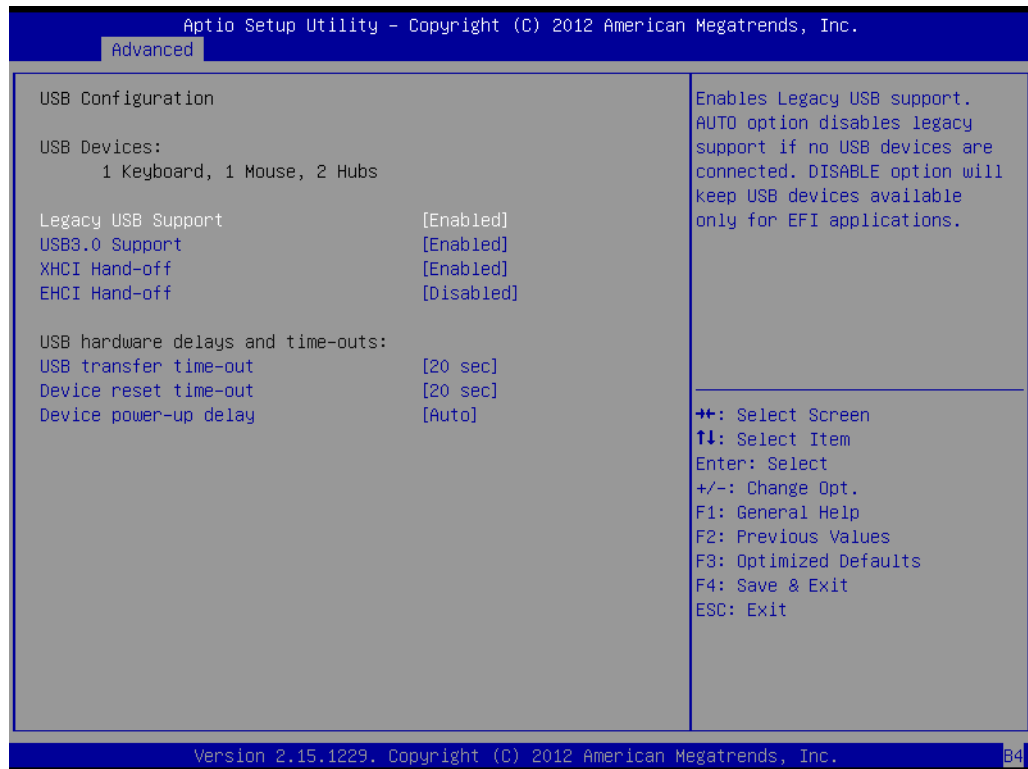 Aptio Setup Utility – Copyright (C) 2012 American Megatrends, Inc.
Advanced
USB Configuration
USB Devices:
1 Keyboard, 1 Mouse, 2 Hubs
Legacy USB Support [Enabled]
USB3.0 Support [Enabled]
XHCI Hand-off [Enabled]
EHCI Hand-off [Disabled]
USB hardware delays and time-outs:
USB transfer time-out [20 sec]
Device reset time-out [20 sec]
Device power-up delay [Auto]
Enables Legacy USB support.
AUTO option disables legacy
support if no USB devices are
connected. DISABLE option will
keep USB devices available
only for EFI applications.
→←: Select Screen
↑↓: Select Item
Enter: Select
+/-: Change Opt.
F1: General Help
F2: Previous Values
F3: Optimized Defaults
F4: Save & Exit
ESC: Exit
Version 2.15.1229. Copyright (C) 2012 American Megatrends, Inc.
B4